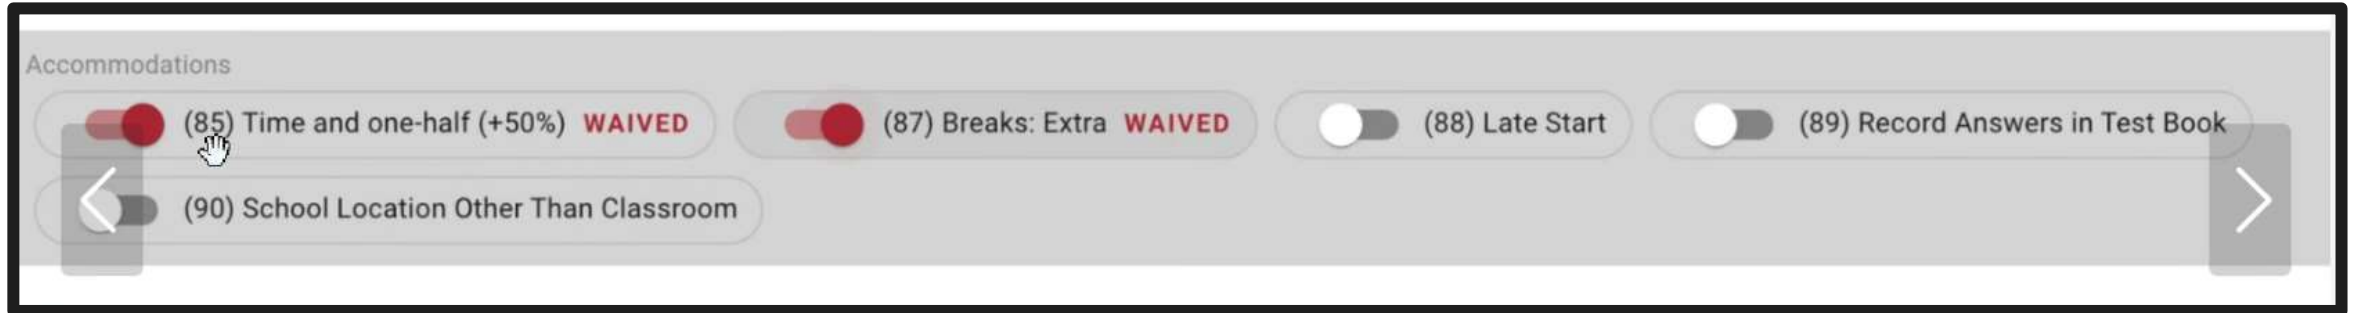 Accommodations
(85) Time and one-half (+50%) WAIVED (87) Breaks: Extra WAIVED (88) Late Start (89) Record Answers in Test Book
(90) School Location Other Than Classroom